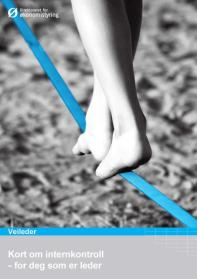 Direktoratet for
økonomistyring
Veileder
Kort om internkontroll
– for deg som er leder